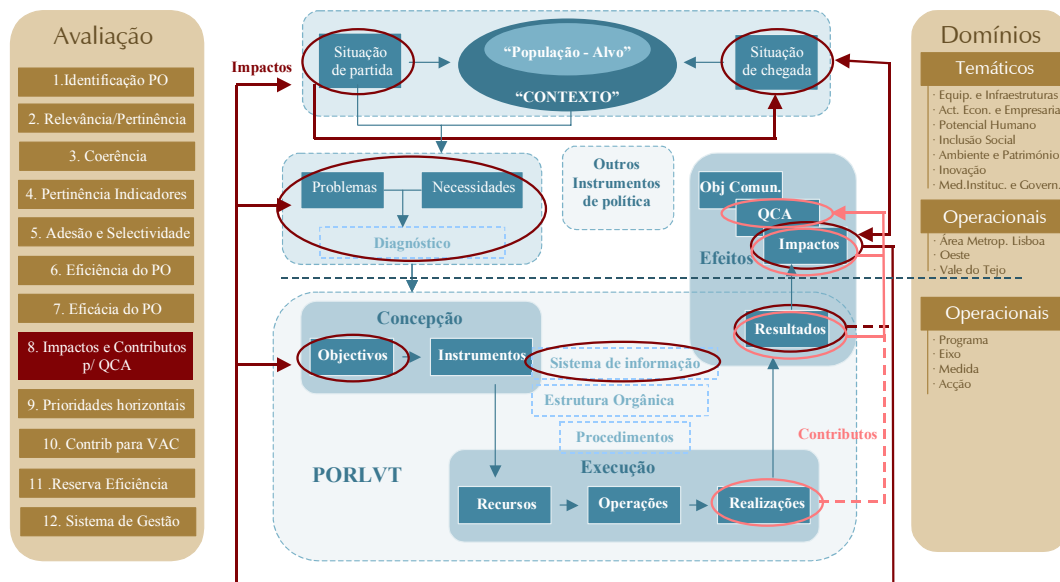 Avaliação
1.Identificação PO
2. Relevância/Pertinência
3. Coerência
4. Pertinência Indicadores
5. Adesão e Selectividade
6. Eficiência do PO
7. Eficácia do PO
8. Impactos e Contributos
p/ QCA
9. Prioridades horizontais
10. Contrib para VAC
11 .Reserva Eficiência
12. Sistema de Gestão
Impactos
Situação
de partida
“População - Alvo”
“CONTEXTO”
Situação
de chegada
Problemas
Necessidades
Diagnóstico
Outros
Instrumentos
de política
Obj Comun.
QCA
Impactos
Efeitos
Resultados
Concepção
Objectivos
Instrumentos
Sistema de informação
Estrutura Orgânica
Procedimentos
Contributos
PORLVT
Execução
Recursos
Operações
Realizações
Domínios
Temáticos
· Equip. e Infraestruturas
· Act. Econ. e Empresaria
· Potencial Humano
· Inclusão Social
· Ambiente e Património
· Inovação
· Med.Instituc. e Govern.
Operacionais
· Área Metrop. Lisboa
· Oeste
· Vale do Tejo
Operacionais
· Programa
· Eixo
· Medida
· Acção